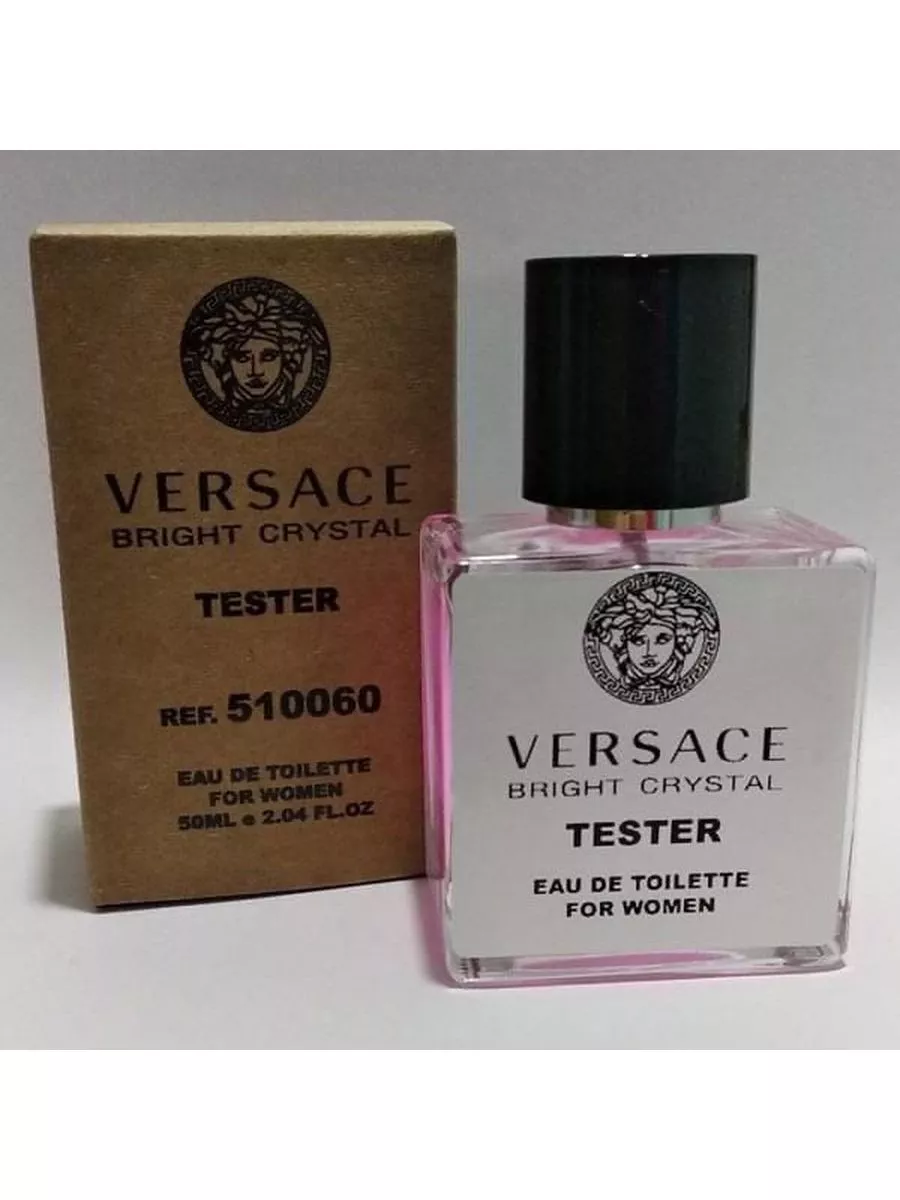 VERSACE
BRIGHT CRYSTAL
TESTER
REF. 510060
EAU DE TOILETTE
FOR WOMEN
50ML e 2.04 FL.OZ
VERSACE
BRIGHT CRYSTAL
TESTER
EAU DE TOILETTE
FOR WOMEN